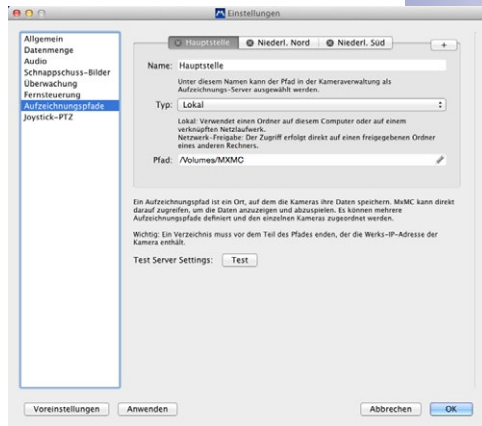 Einstellungen
Allgemein
Datenmenge
Audio
Schnappschuss-Bilder
Überwachung
Fernsteuerung
Aufzeichnungspfade
Joystick-PTZ
Hauptstelle
Niederl. Nord
Niederl. Süd
+
Name: Hauptstelle
Unter diesem Namen kann der Pfad in der Kameraverwaltung als
Aufzeichnungs-Server ausgewählt werden.
Typ: Lokal
Lokal: Verwendet einen Ordner auf diesem Computer oder auf einem
verknüpften Netzlaufwerk.
Netzwerk-Freigabe: Der Zugriff erfolgt direkt auf einen freigegebenen Ordner
eines anderen Rechners.
Pfad: /Volumes/MXMC
Ein Aufzeichnungspfad ist ein Ort, auf dem die Kameras ihre Daten speichern. MxMC kann direkt
darauf zugreifen, um die Daten anzuzeigen und abzuspielen. Es können mehrere
Aufzeichnungspfade definiert und den einzelnen Kameras zugeordnet werden.
Wichtig: Ein Verzeichnis muss vor dem Teil des Pfades enden, der die Werks-IP-Adresse der
Kamera enthält.
Test Server Settings: Test
Voreinstellungen
Anwenden
Abbrechen
OK